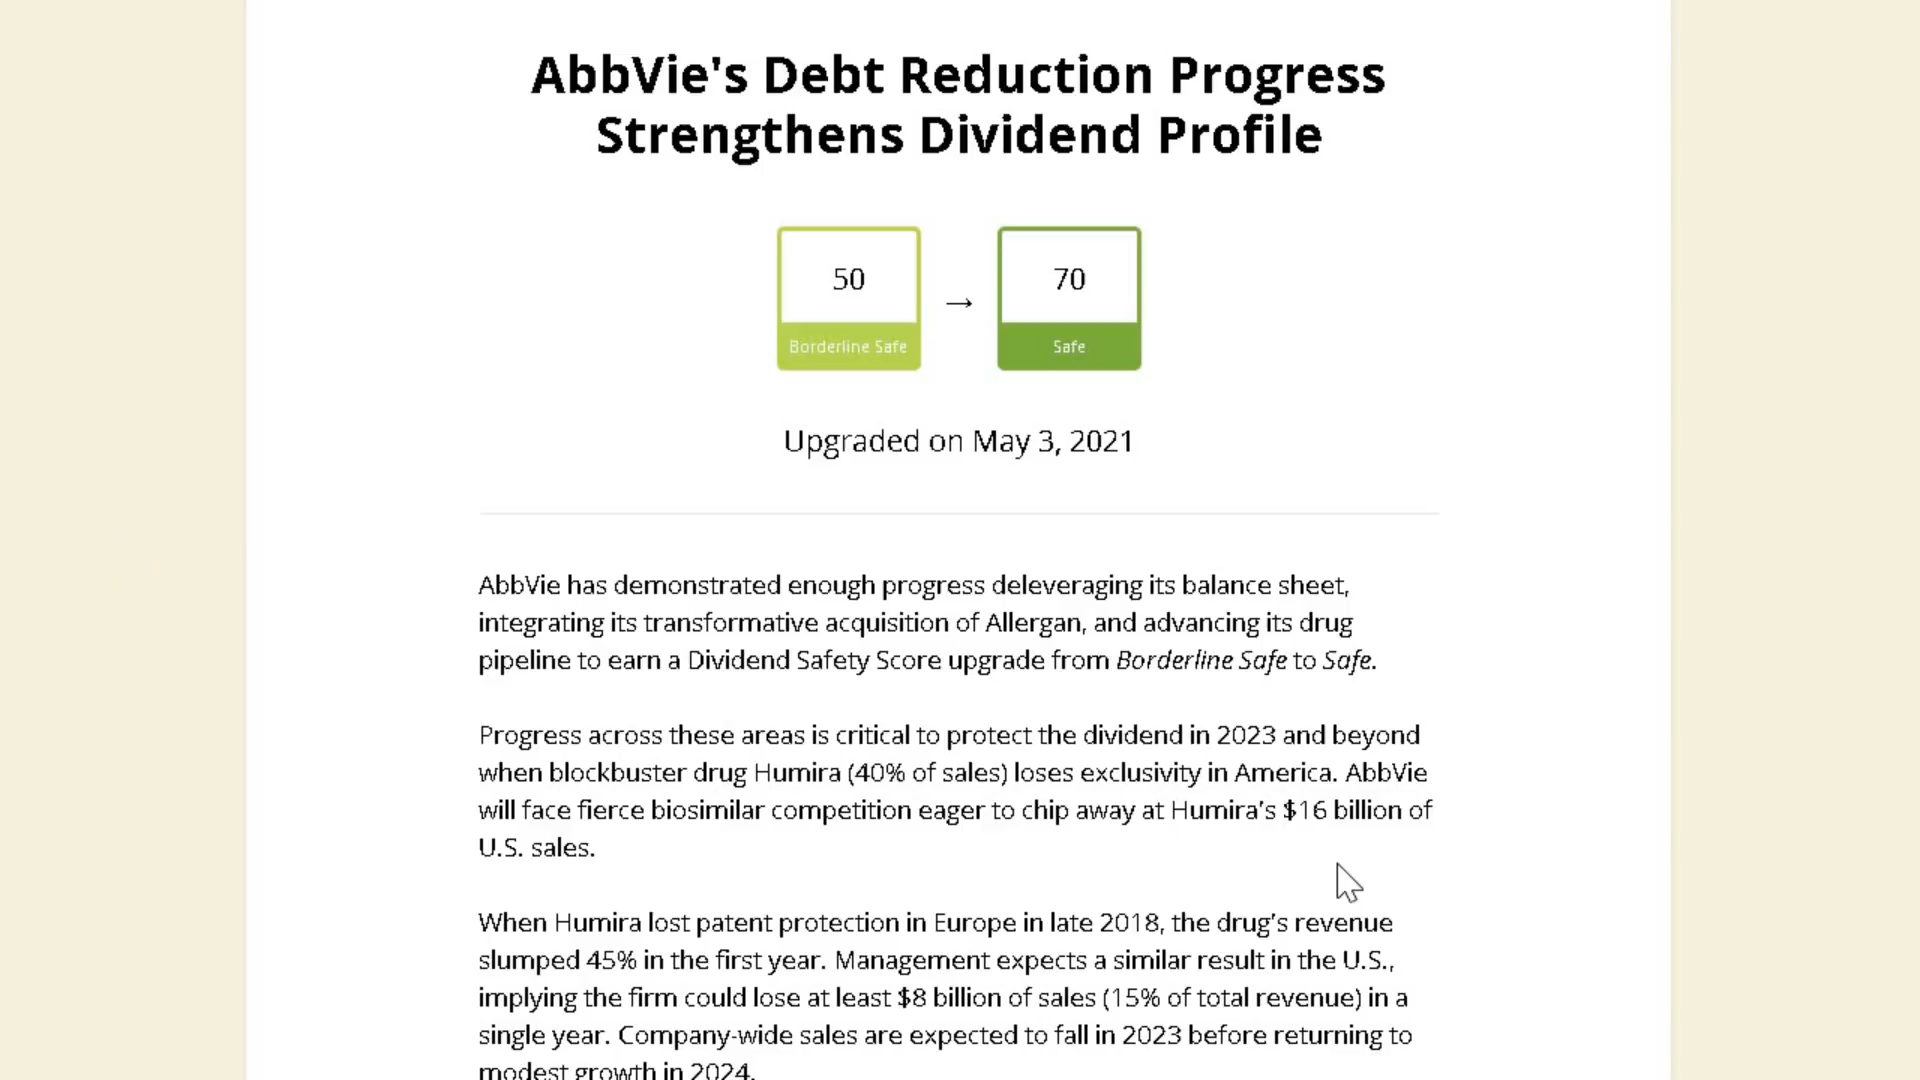 AbbVie's Debt Reduction Progress
Strengthens Dividend Profile
50 → 70
Borderline Safe Safe
Upgraded on May 3, 2021
AbbVie has demonstrated enough progress deleveraging its balance sheet,
integrating its transformative acquisition of Allergan, and advancing its drug
pipeline to earn a Dividend Safety Score upgrade from Borderline Safe to Safe.
Progress across these areas is critical to protect the dividend in 2023 and beyond
when blockbuster drug Humira (40% of sales) loses exclusivity in America. AbbVie
will face fierce biosimilar competition eager to chip away at Humira’s $16 billion of
U.S. sales.
When Humira lost patent protection in Europe in late 2018, the drug’s revenue
slumped 45% in the first year. Management expects a similar result in the U.S.,
implying the firm could lose at least $8 billion of sales (15% of total revenue) in a
single year. Company-wide sales are expected to fall in 2023 before returning to
modest growth in 2024.